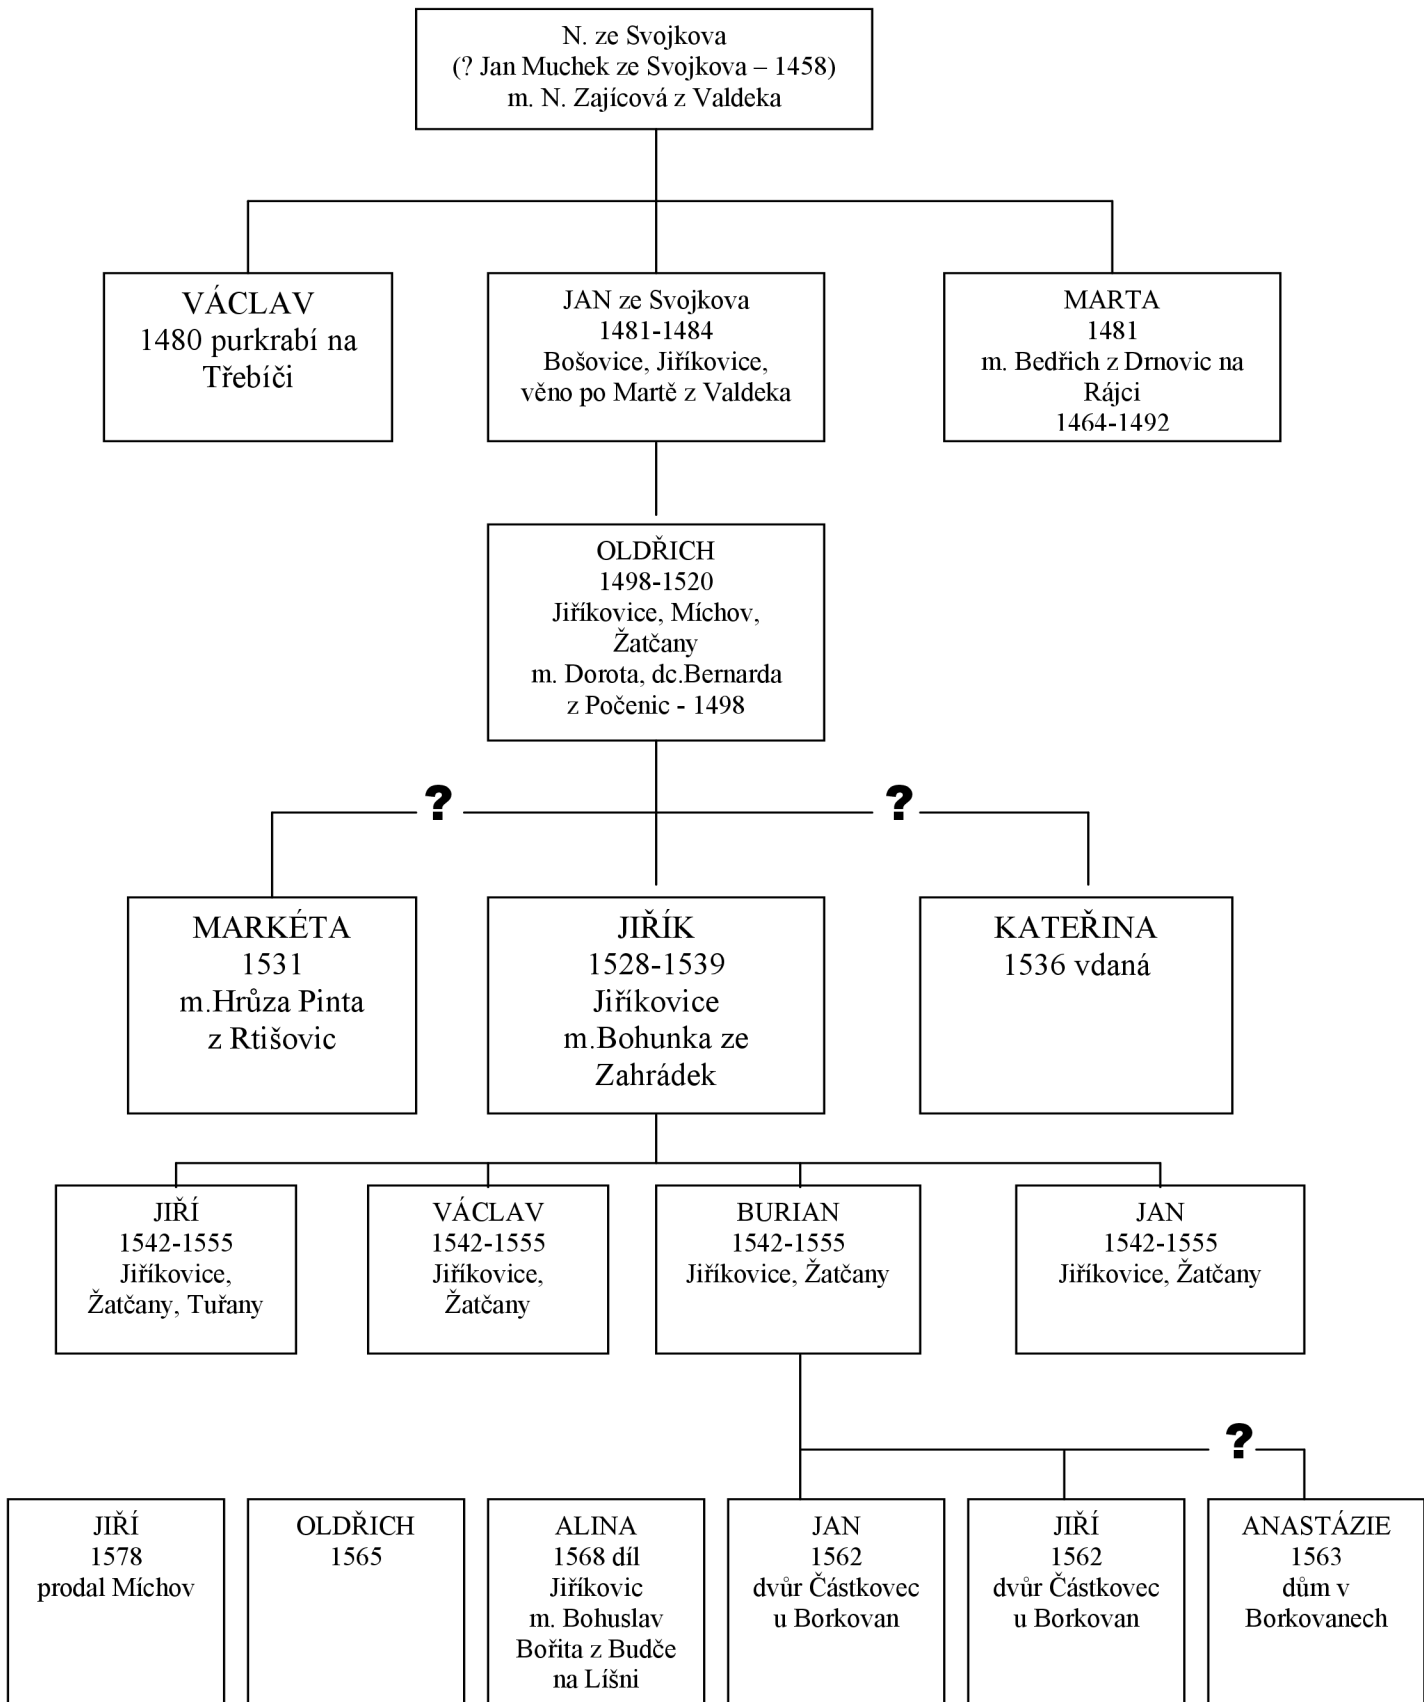 N. ze Svojkova
(? Jan Muchek ze Svojkova – 1458)
m. N. Zajícová z Valdeka
VÁCLAV
1480 purkrabí na
Třebíči
JAN ze Svojkova
1481-1484
Bošovice, Jiříkovice,
věno po Martě z Valdeka
MARTA
1481
m. Bedřich z Drnovic na
Rájci
1464-1492
OLDŘICH
1498-1520
Jiříkovice, Míchov,
Žatčany
m. Dorota, dc.Bernarda
z Počenic - 1498
?
?
MARKÉTA
1531
m.Hrůza Pinta
z Rtišovic
JIŘÍK
1528-1539
Jiříkovice
m.Bohunka ze
Zahrádek
KATEŘINA
1536 vdaná
JIŘÍ
1542-1555
Jiříkovice,
Žatčany, Tuřany
VÁCLAV
1542-1555
Jiříkovice,
Žatčany
BURIAN
1542-1555
Jiříkovice, Žatčany
JAN
1542-1555
Jiříkovice, Žatčany
?
JIŘÍ
1578
prodal Míchov
OLDŘICH
1565
ALINA
1568 díl
Jiříkovic
m. Bohuslav
Bořita z Budče
na Líšni
JAN
1562
dvůr Částkovec
u Borkovan
JIŘÍ
1562
dvůr Částkovec
u Borkovan
ANASTÁZIE
1563
dům v
Borkovanech